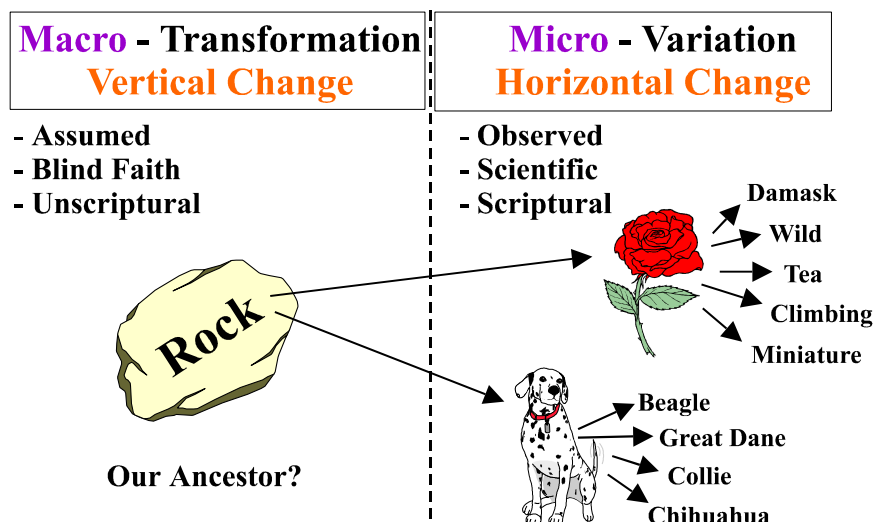 Macro - Transformation
Vertical Change
- Assumed
- Blind Faith
- Unscriptural
Rock
Our Ancestor?
Micro - Variation
Horizontal Change
- Observed
- Scientific
- Scriptural
Damask
Wild
Tea
Climbing
Miniature
Beagle
Great Dane
Collie
Chihuahua